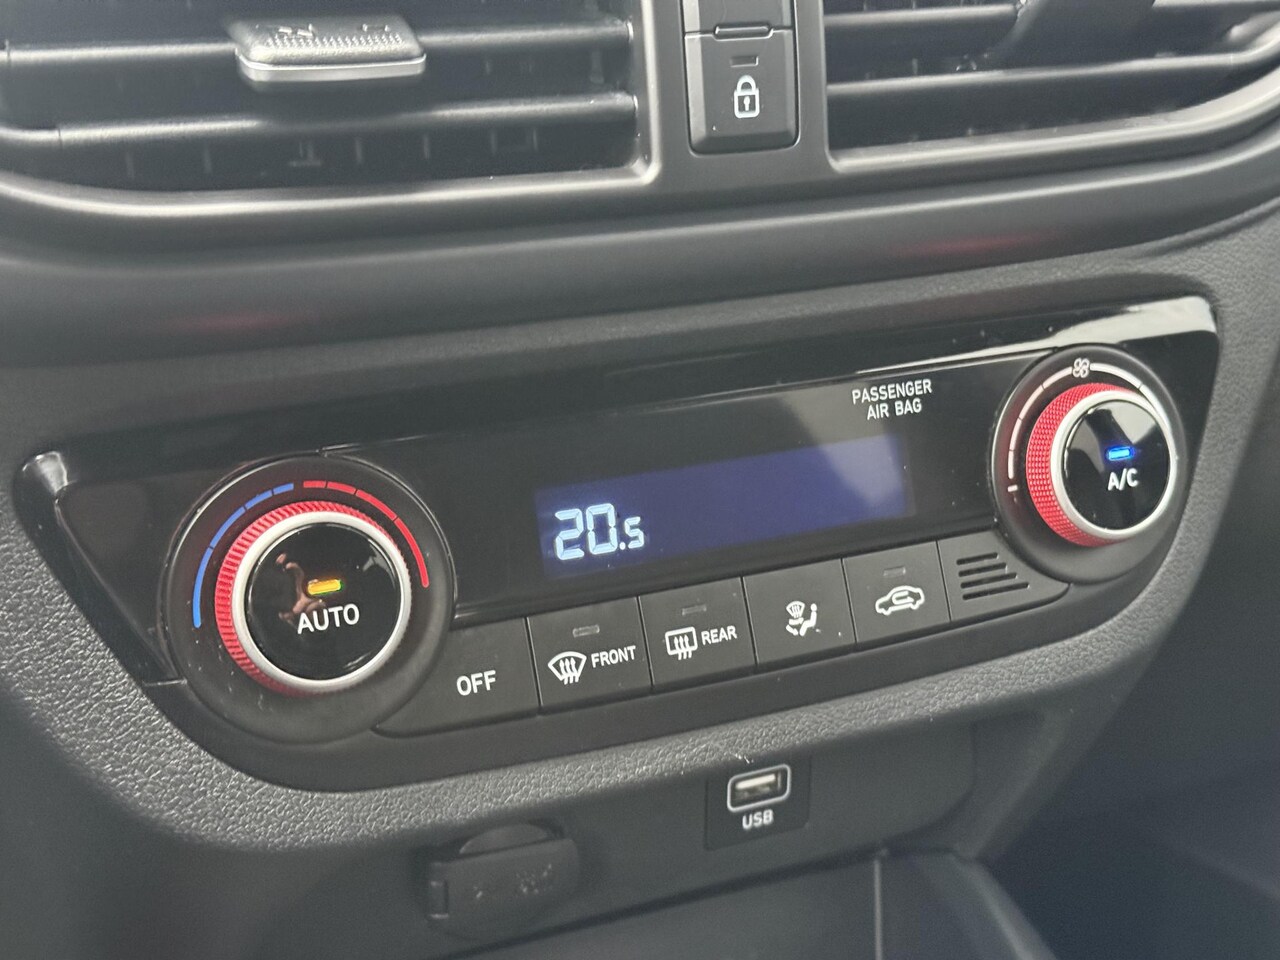 PASSENGER
AIR BAG
20.5
A/C
AUTO
OFF
FRONT
REAR
USB